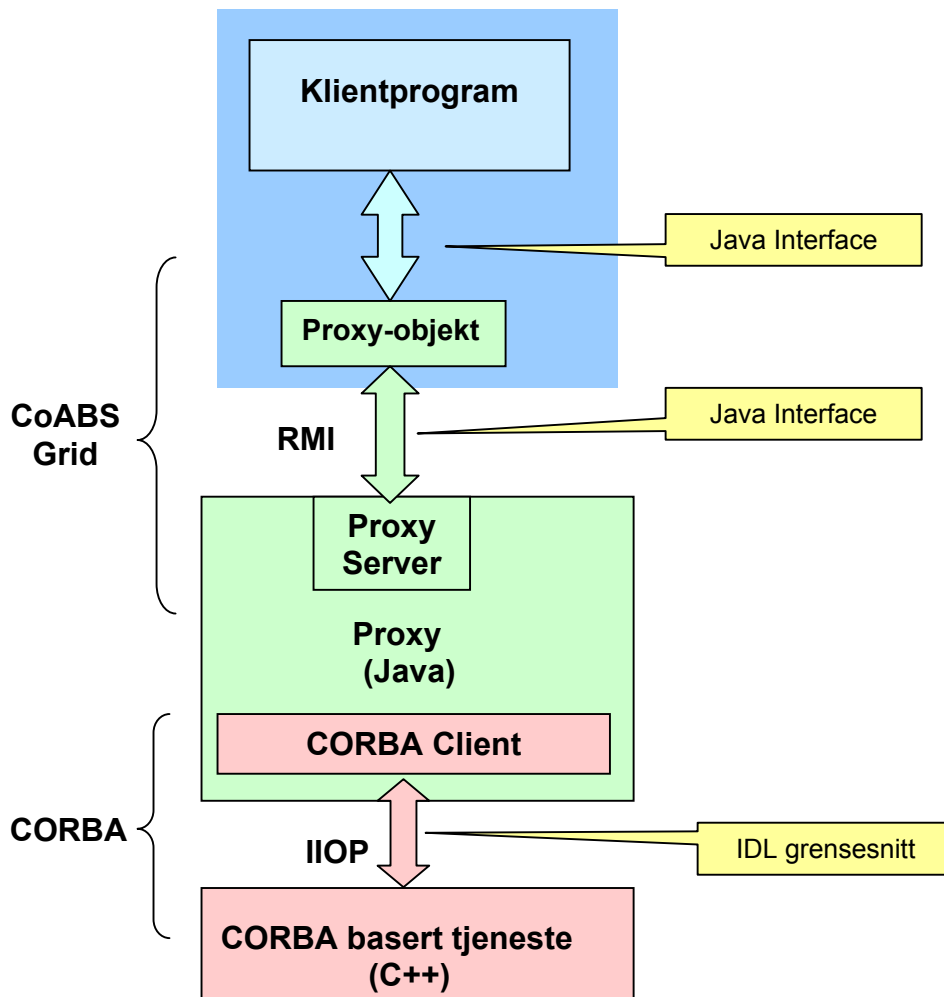 Klientprogram
Java Interface
Proxy-objekt
CoABS
Grid
RMI
Java Interface
Proxy
Server
Proxy
(Java)
CORBA Client
CORBA
IIOP
IDL grensesnitt
CORBA basert tjeneste
(C++)